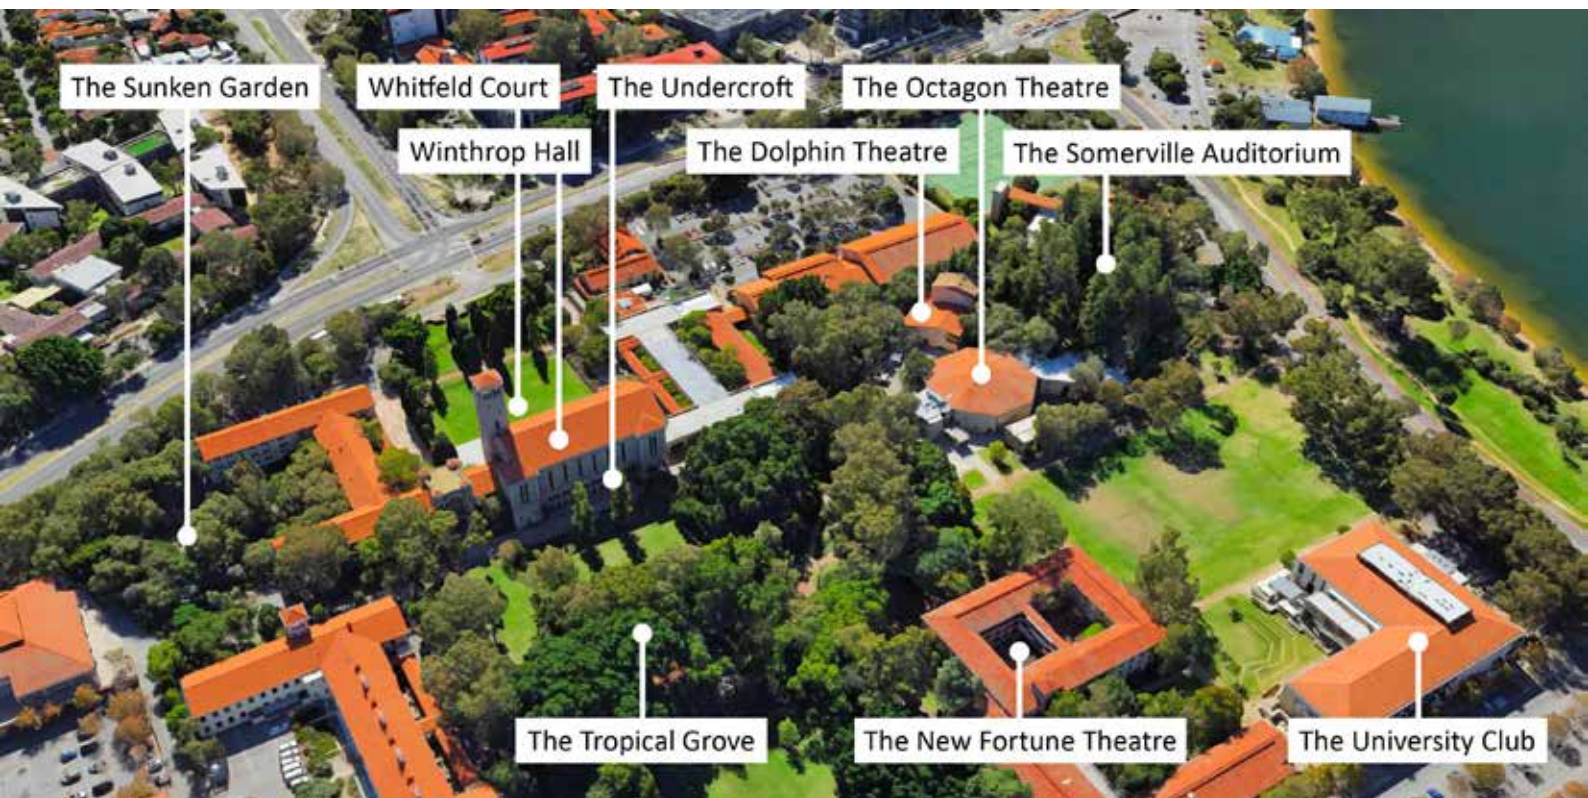 The Sunken Garden
Whitfeld Court
The Undercroft
The Octagon Theatre
Winthrop Hall
The Dolphin Theatre
The Somerville Auditorium
The Tropical Grove
The New Fortune Theatre
The University Club